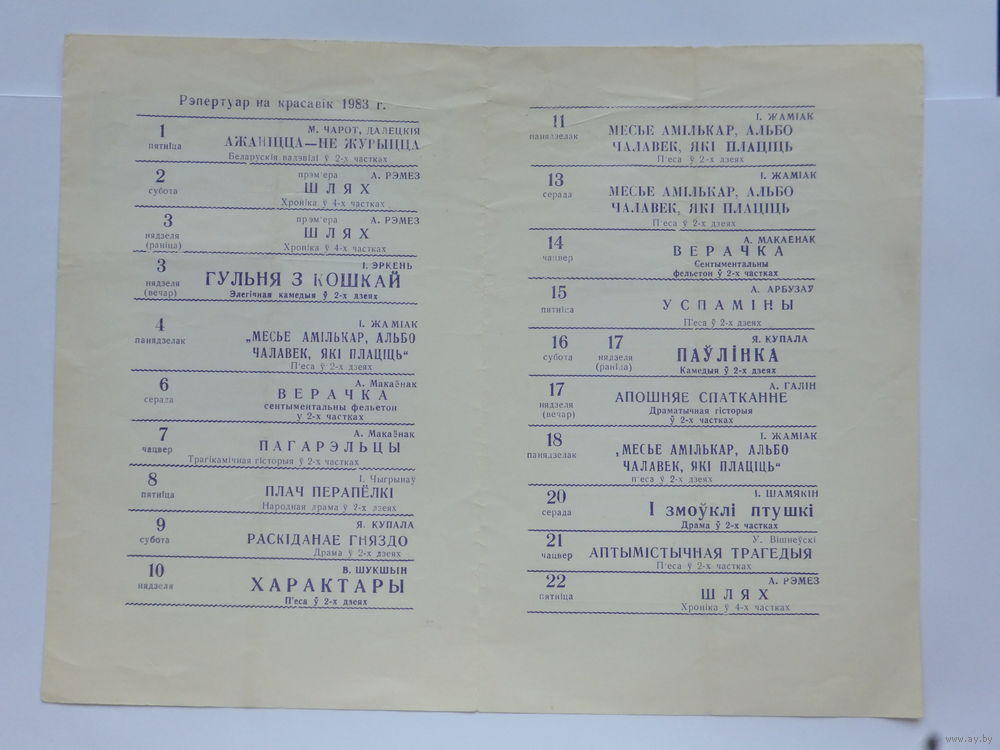 Рэпертуар на красавік 1983 г.
1
пятніца
М. ЧАРОТ, ДАЛЕЦКІЯ
АЖАНІЦЦА—НЕ ЖУРЫЦЦА
Беларускія вадэвілі ў 2-х частках
2
субота
прэм'ера А. РЭМЕЗ
ШЛЯХ
Хроніка ў 4-х частках
3
нядзеля
(раніца)
прэм'ера А. РЭМЕЗ
ШЛЯХ
Хроніка ў 4-х частках
3
нядзеля
(вечар)
І. ЭРКЕНЬ
ГУЛЬНЯ З КОШКАЙ
Элегічная камедыя ў 2-х дзеях
4
панядзелак
І. ЖАМІАК
„МЕСЬЕ АМІЛЬКАР, АЛЬБО
ЧАЛАВЕК, ЯКІ ПЛАЦІЦЬ“
П'еса ў 2-х дзеях
6
серада
А. Макаёнак
ВЕРАЧКА
сентыментальны фельетон
у 2-х частках
7
чацвер
А. Макаёнак
ПАГАРЭЛЬЦЫ
Трагікамічная гісторыя ў 2-х частках
8
пятніца
І. Чыгрынаў
ПЛАЧ ПЕРАПЁЛКІ
Народная драма ў 2-х дзеях
9
субота
Я. КУПАЛА
РАСКІДАНАЕ ГНЯЗДО
Драма ў 2-х дзеях
10
нядзеля
В. ШУКШЫН
ХАРАКТАРЫ
П'еса ў 2-х дзеях
11
панядзелак
І. ЖАМІАК
МЕСЬЕ АМІЛЬКАР, АЛЬБО
ЧАЛАВЕК, ЯКІ ПЛАЦІЦЬ
П'еса ў 2-х дзеях
13
серада
І. ЖАМІАК
МЕСЬЕ АМІЛЬКАР, АЛЬБО
ЧАЛАВЕК, ЯКІ ПЛАЦІЦЬ
П'еса ў 2-х дзеях
14
чацвер
А. МАКАЕНАК
ВЕРАЧКА
Сентыментальны
фельетон ў 2-х частках
15
пятніца
А. АРБУЗАЎ
УСПАМІНЫ
П'еса ў 2-х дзеях
16 17
субота нядзеля
(раніца)
Я. КУПАЛА
ПАЎЛІНКА
Камедыя ў 2-х дзеях
17
нядзеля
(вечар)
А. ГАЛІН
АПОШНЯЕ СПАТКАННЕ
Драматычная гісторыя
ў 2-х частках
18
панядзелак
І. ЖАМІАК
„МЕСЬЕ АМІЛЬКАР, АЛЬБО
ЧАЛАВЕК, ЯКІ ПЛАЦІЦЬ“
п'еса ў 2-х дзеях
20
серада
І. ШАМЯКІН
І змоўклі птушкі
Драма ў 2-х частках
21
чацвер
У. Вішнеўскі
АПТЫМІСТЫЧНАЯ ТРАГЕДЫЯ
П'еса ў 2-х частках
22
пятніца
А. РЭМЕЗ
ШЛЯХ
Хроніка ў 4-х частках
www.ay.by